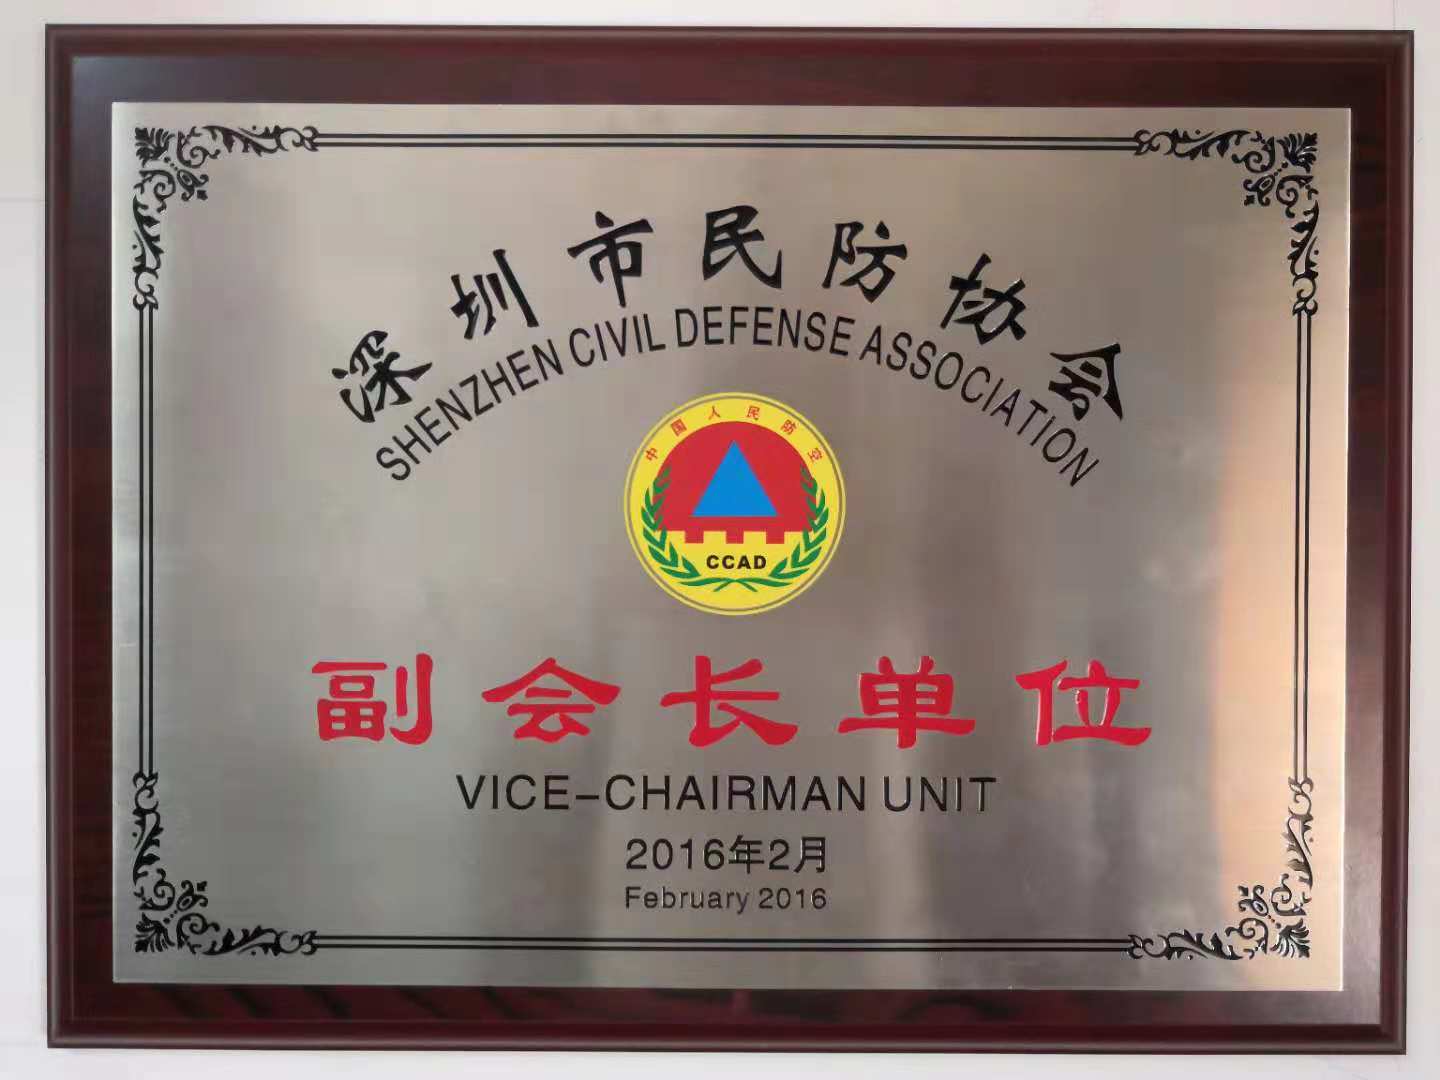 深圳市民防协会
SHENZHEN CIVIL DEFENSE ASSOCIATION
中国人民防空
CCAD
副会长单位
VICE-CHAIRMAN UNIT
2016年2月
February 2016